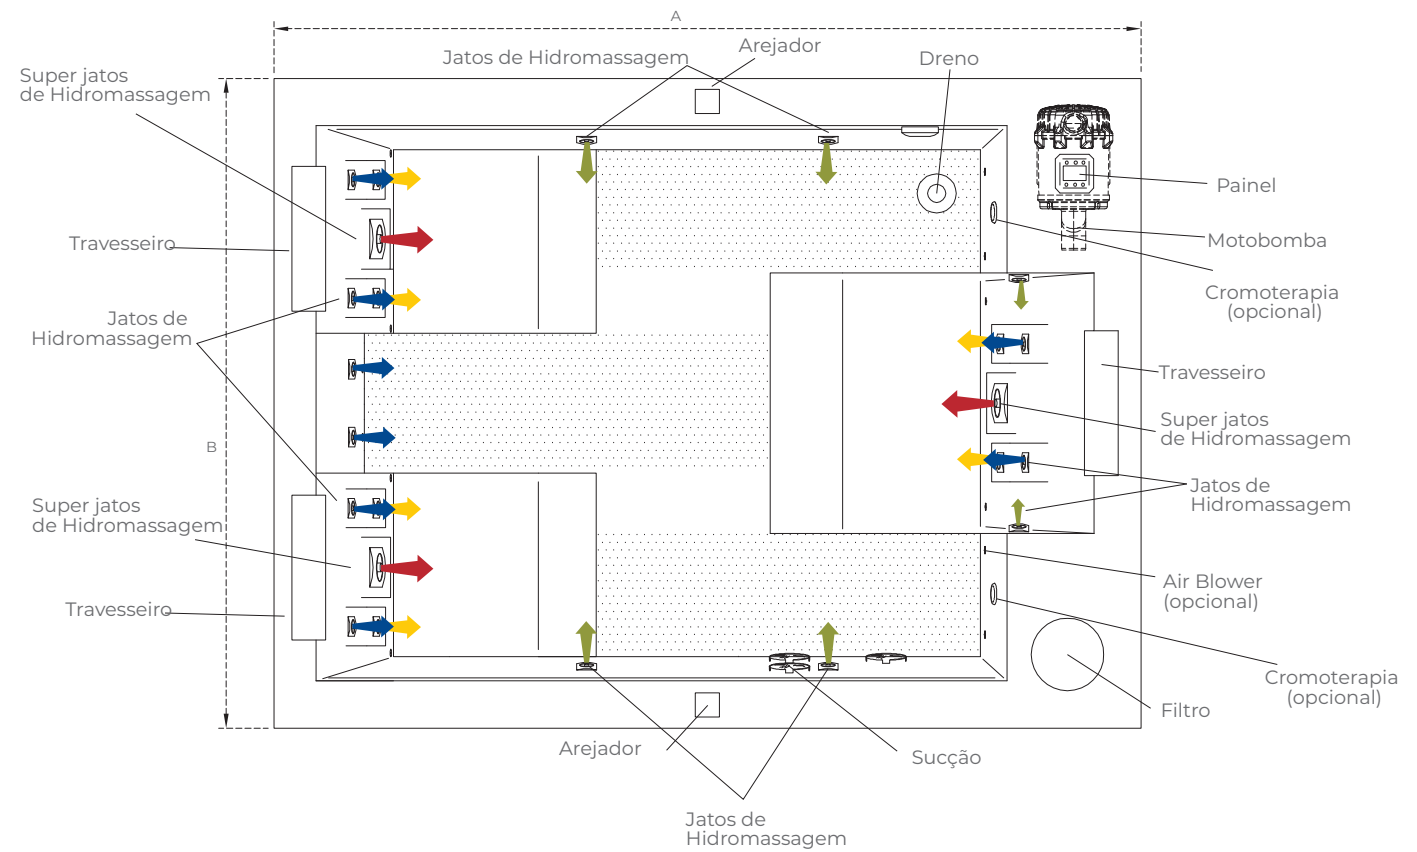 A
Jatos de Hidromassagem
Arejador
Dreno
Super jatos
de Hidromassagem
Painel
Travesseiro
Motobomba
Cromoterapia
(opcional)
Jatos de
Hidromassagem
Travesseiro
Super jatos
de Hidromassagem
B
Jatos de
Hidromassagem
Super jatos
de Hidromassagem
Air Blower
(opcional)
Travesseiro
Cromoterapia
(opcional)
Filtro
Arejador
Sucção
Jatos de
Hidromassagem